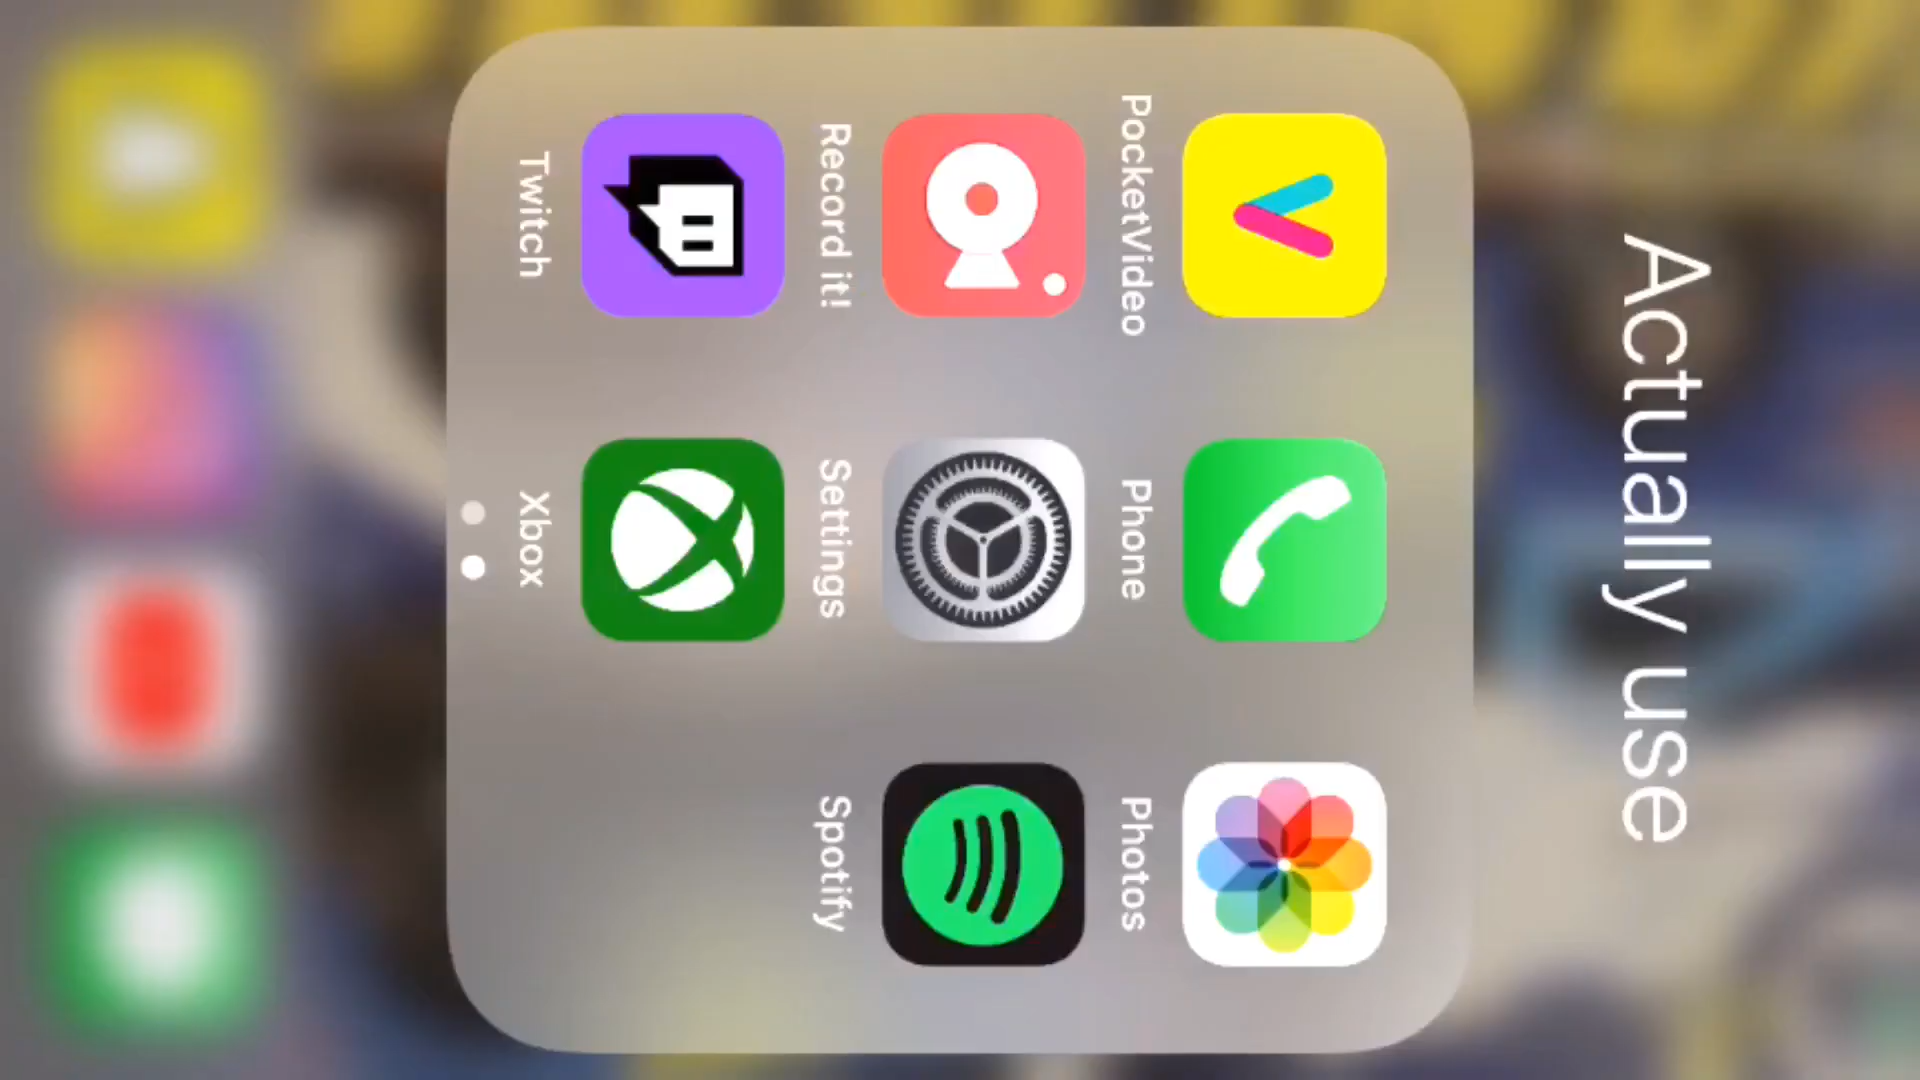 Actually use
PocketVideo
Phone
Photos
Record it!
Settings
Spotify
Twitch
Xbox